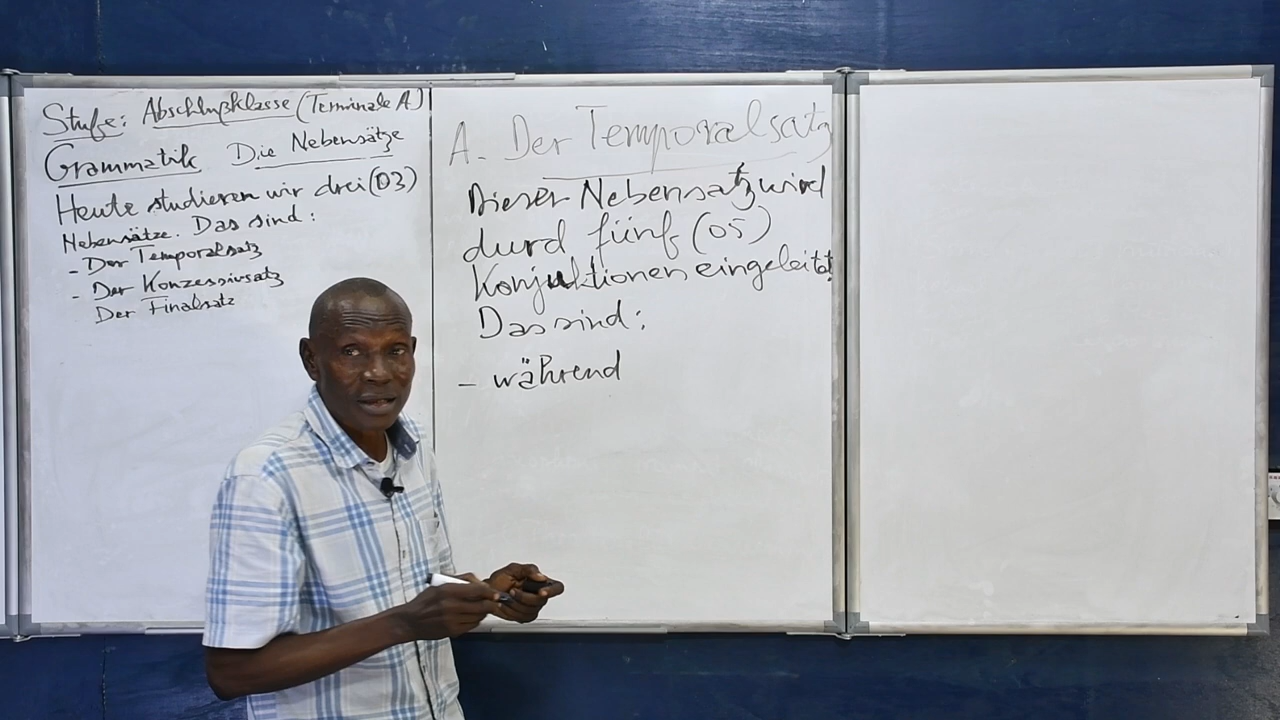 Stufe: Abschlußklasse (Terminale A)
Grammatik Die Nebensätze
Heute studieren wir drei (03)
Nebensätze. Das sind:
- Der Temporalsatz
- Der Konzessivsatz
Der Finalsatz
A. Der Temporalsatz
Dieser Nebensatz wird
durd fünf (05)
Konjuktionen eingeleitet.
Das sind:
- während